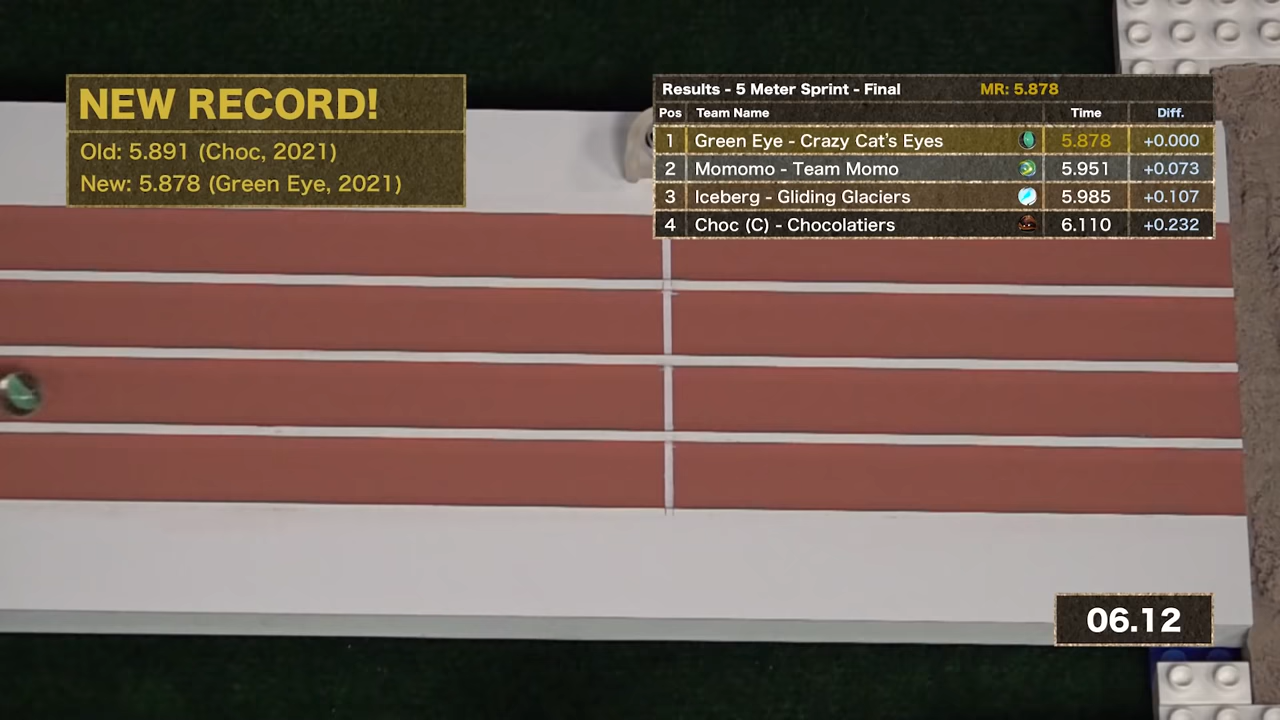 NEW RECORD!
Old: 5.891 (Choc, 2021)
New: 5.878 (Green Eye, 2021)
Results - 5 Meter Sprint - Final MR: 5.878
Pos Team Name Time Diff.
1 Green Eye - Crazy Cat's Eyes 5.878 +0.000
2 Momomo - Team Momo 5.951 +0.073
3 Iceberg - Gliding Glaciers 5.985 +0.107
4 Choc (C) - Chocolatiers 6.110 +0.232
06.12